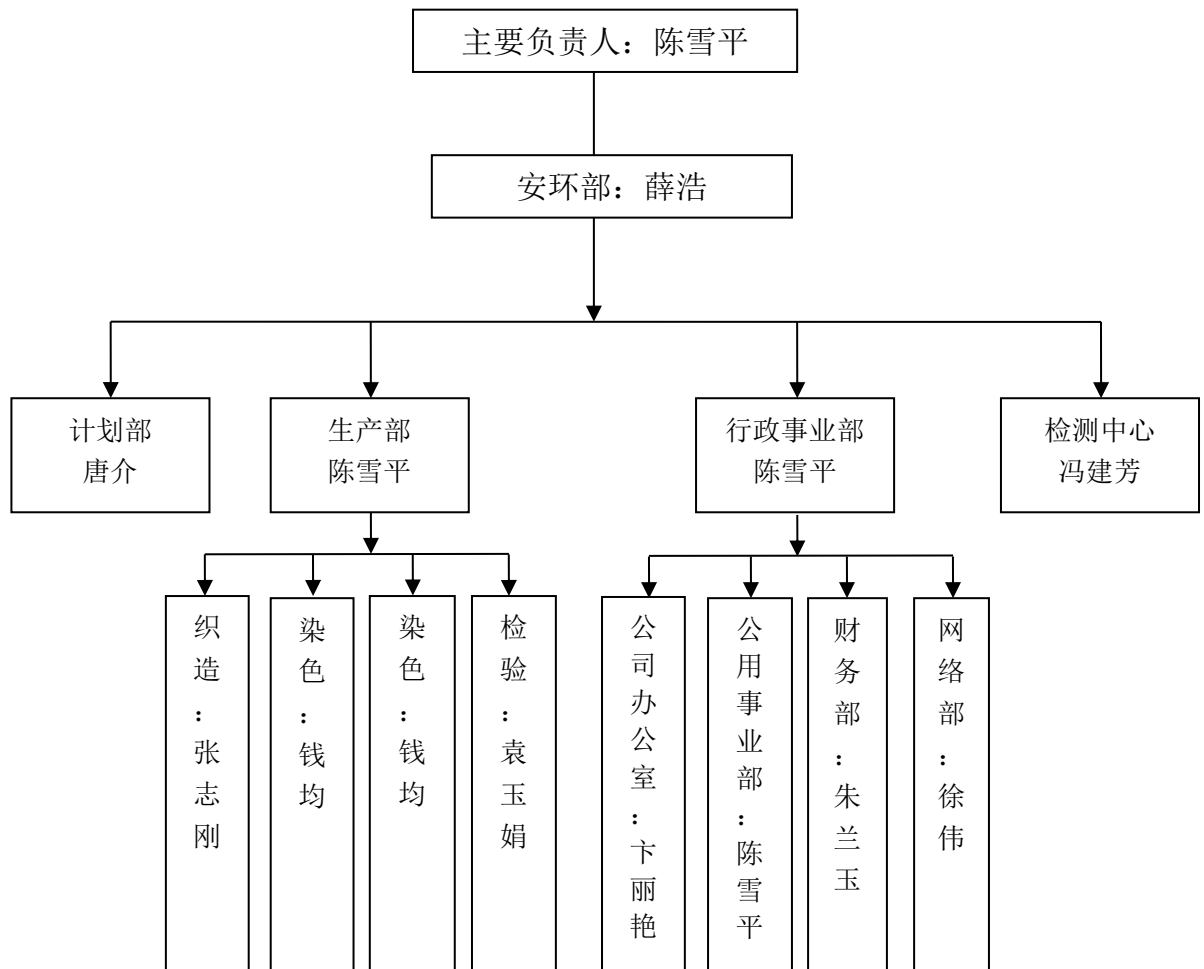 主要负责人：陈雪平
安环部：薛浩
计划部
唐介
生产部
陈雪平
行政事业部
陈雪平
检测中心
冯建芳
织造：张志刚
染色：钱均
染色：钱均
检验：袁玉娟
公司办公室：卞丽艳
公用事业部：陈雪平
财务部：朱兰玉
网络部：徐伟